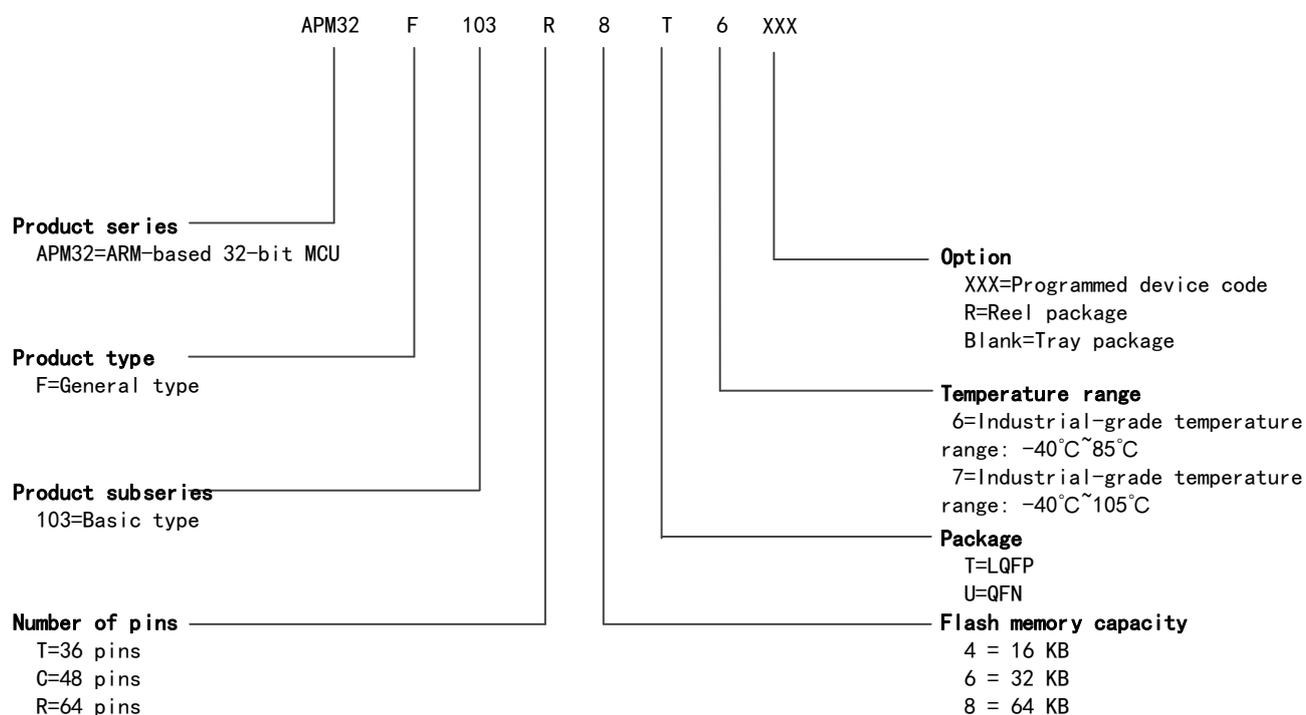 APM32 F 103 R 8 T 6 XXX
Product series
APM32=ARM-based 32-bit MCU
Product type
F=General type
Product subseries
103=Basic type
Number of pins
T=36 pins
C=48 pins
R=64 pins
Option
XXX=Programmed device code
R=Reel package
Blank=Tray package
Temperature range
6=Industrial-grade temperature
range: -40℃~85℃
7=Industrial-grade temperature
range: -40℃~105℃
Package
T=LQFP
U=QFN
Flash memory capacity
4 = 16 KB
6 = 32 KB
8 = 64 KB